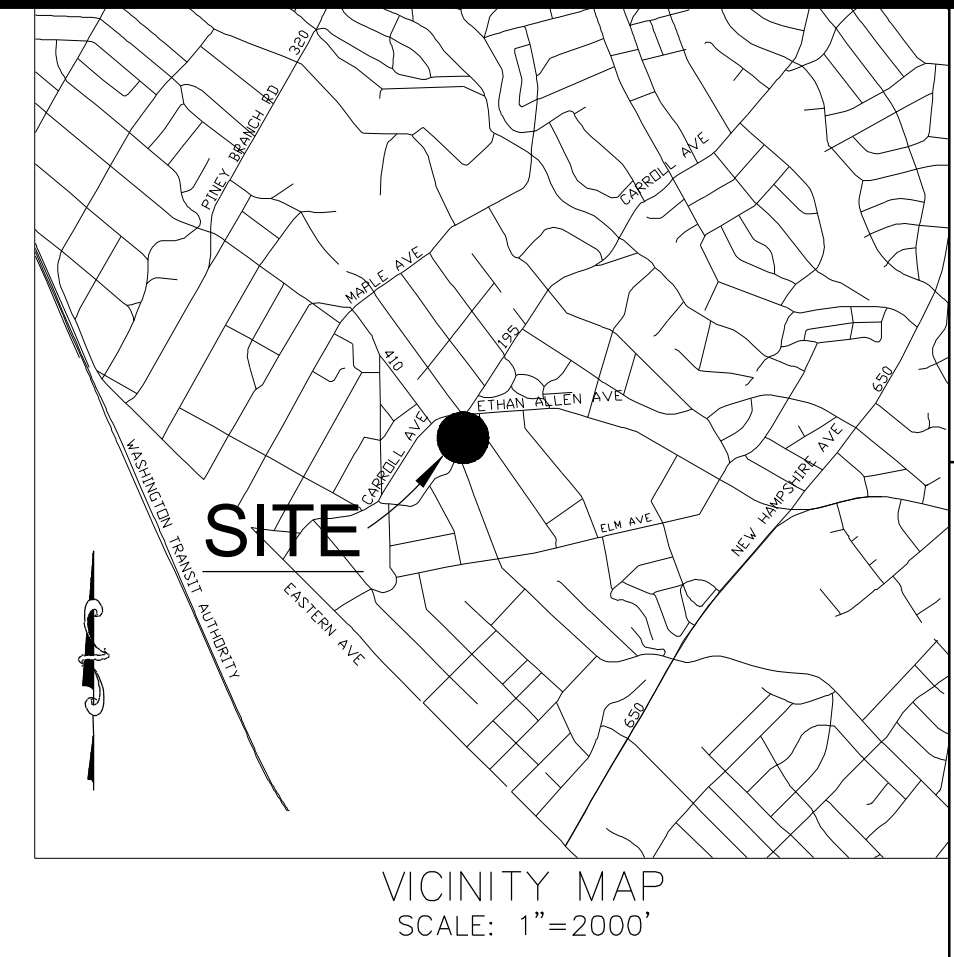 320
PINEY BRANCH RD
CARROLL AVE
MAPLE AVE
195
410
650
ETHAN ALLEN AVE
CARROLL AVE
NEW HAMPSHIRE AVE
WASHINGTON TRANSIT AUTHORITY
SITE
ELM AVE
EASTERN AVE
650
VICINITY MAP
SCALE: 1"=2000'